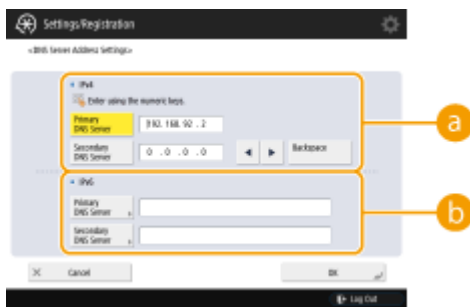 Settings/Registration
<DNS Server Address Settings>
IPv4
Enter using the numeric keys.
Primary
DNS Server
192. 168. 92 . 2
a
Secondary
DNS Server
0 . 0 . 0 . 0
◀
▶
Backspace
IPv6
Primary
DNS Server
b
Secondary
DNS Server
Cancel
OK
Log Out